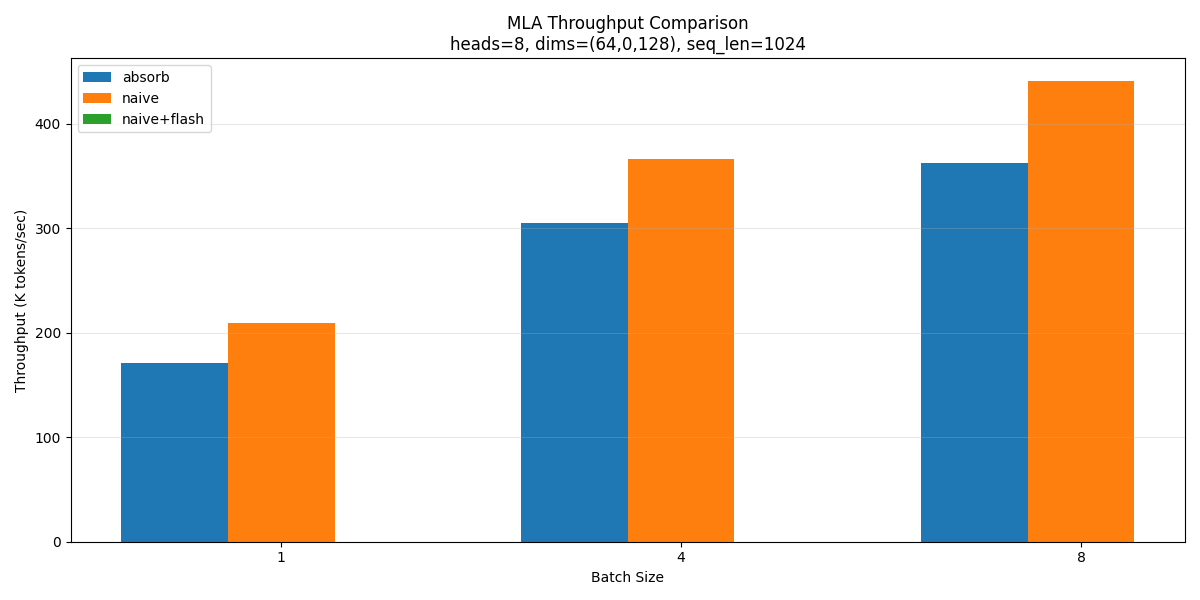 MLA Throughput Comparison
heads=8, dims=(64,0,128), seq_len=1024
absorb
naive
naive+flash
Throughput (K tokens/sec)
400
300
200
100
0
1
4
8
Batch Size